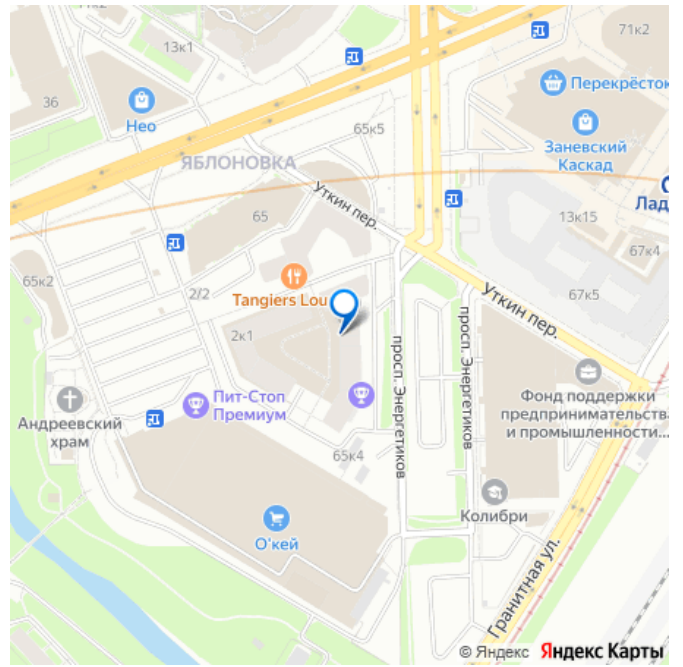 11к2
71к2
13к1
Перекрёсток
36
Нео
65к5
Заневский
Каскад
ЯБЛОНОВКА
Уткин пер.
Лад
65
13к15
67к4
65к2
2/2
Tangiers Lou
Уткин пер.
67к5
2к1
просп. Энергетиков
просп. Энергетиков
Пит-Стоп
Премиум
Фонд поддержки
предпринимательства
и промышленности...
Андреевский
храм
65к4
Колибри
О'кей
Гранитная ул.
© Яндекс Яндекс Карты